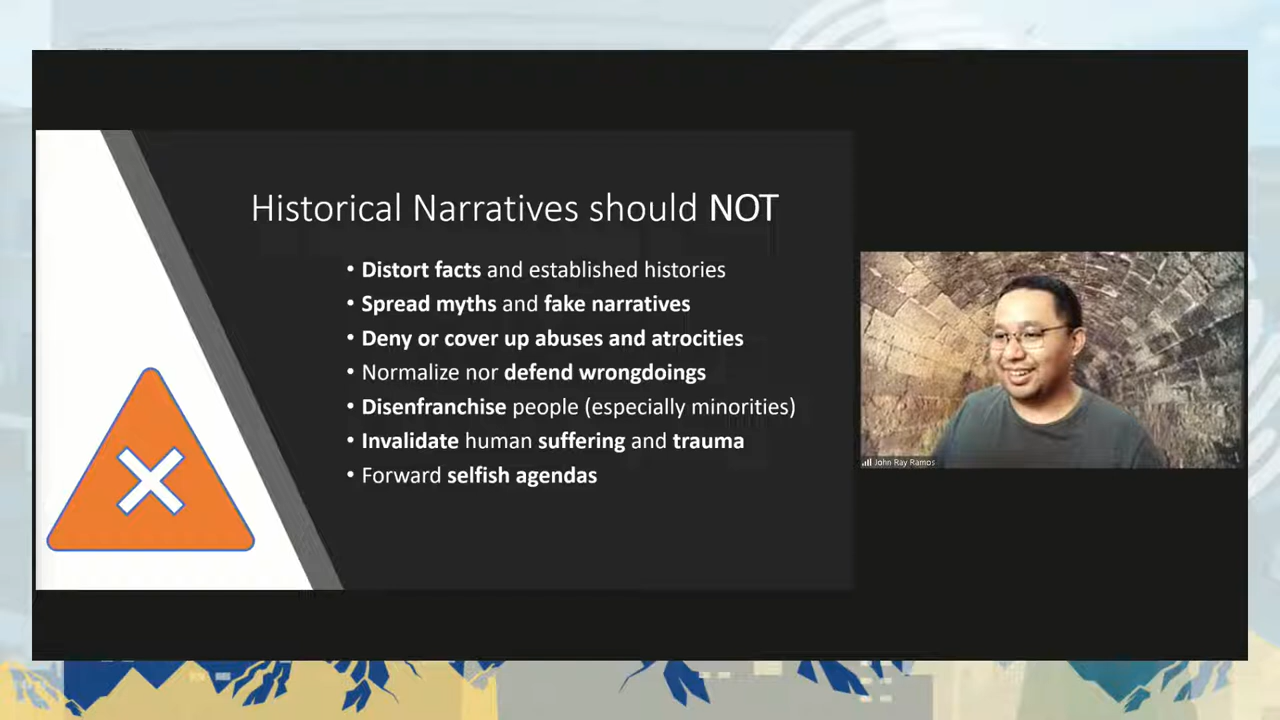 Historical Narratives should NOT
• Distort facts and established histories
• Spread myths and fake narratives
• Deny or cover up abuses and atrocities
• Normalize nor defend wrongdoings
• Disenfranchise people (especially minorities)
• Invalidate human suffering and trauma
• Forward selfish agendas
John Ray Ramos